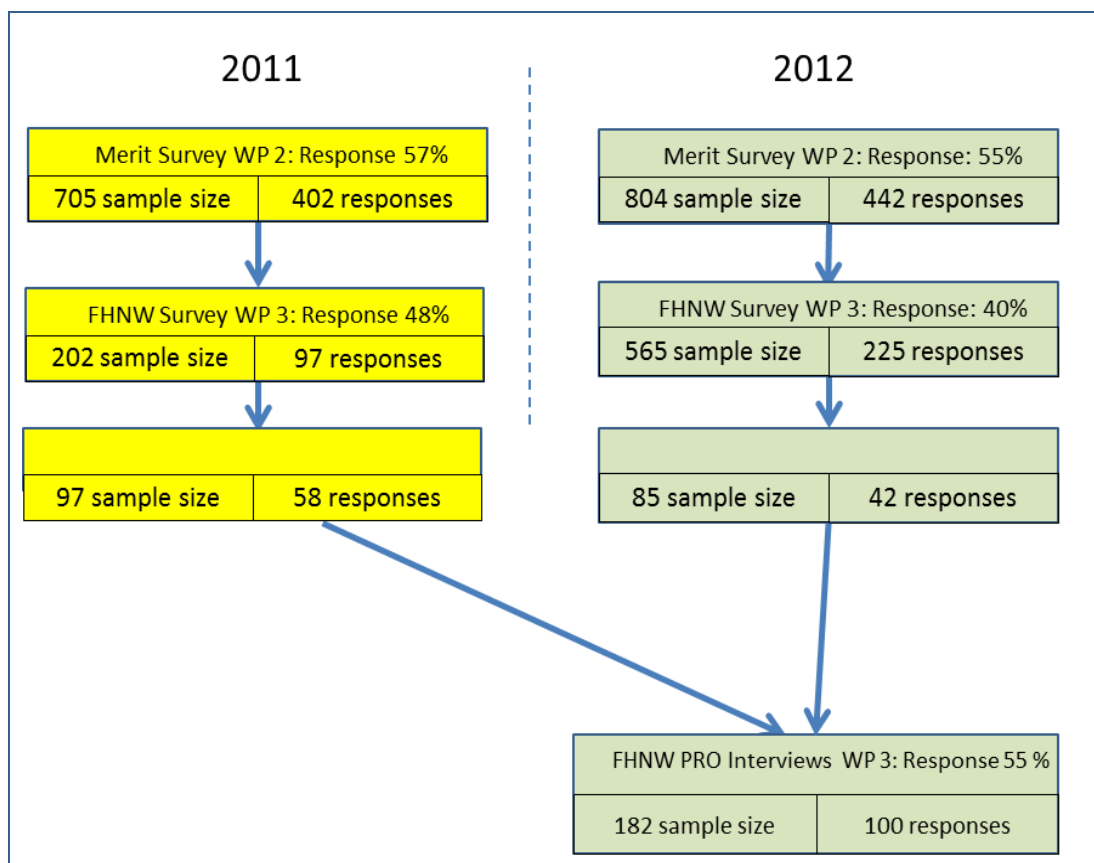 2011
2012
Merit Survey WP 2: Response 57%
705 sample size
402 responses
Merit Survey WP 2: Response: 55%
804 sample size
442 responses
FHNW Survey WP 3: Response 48%
202 sample size
97 responses
FHNW Survey WP 3: Response: 40%
565 sample size
225 responses
97 sample size
58 responses
85 sample size
42 responses
FHNW PRO Interviews WP 3: Response 55 %
182 sample size
100 responses